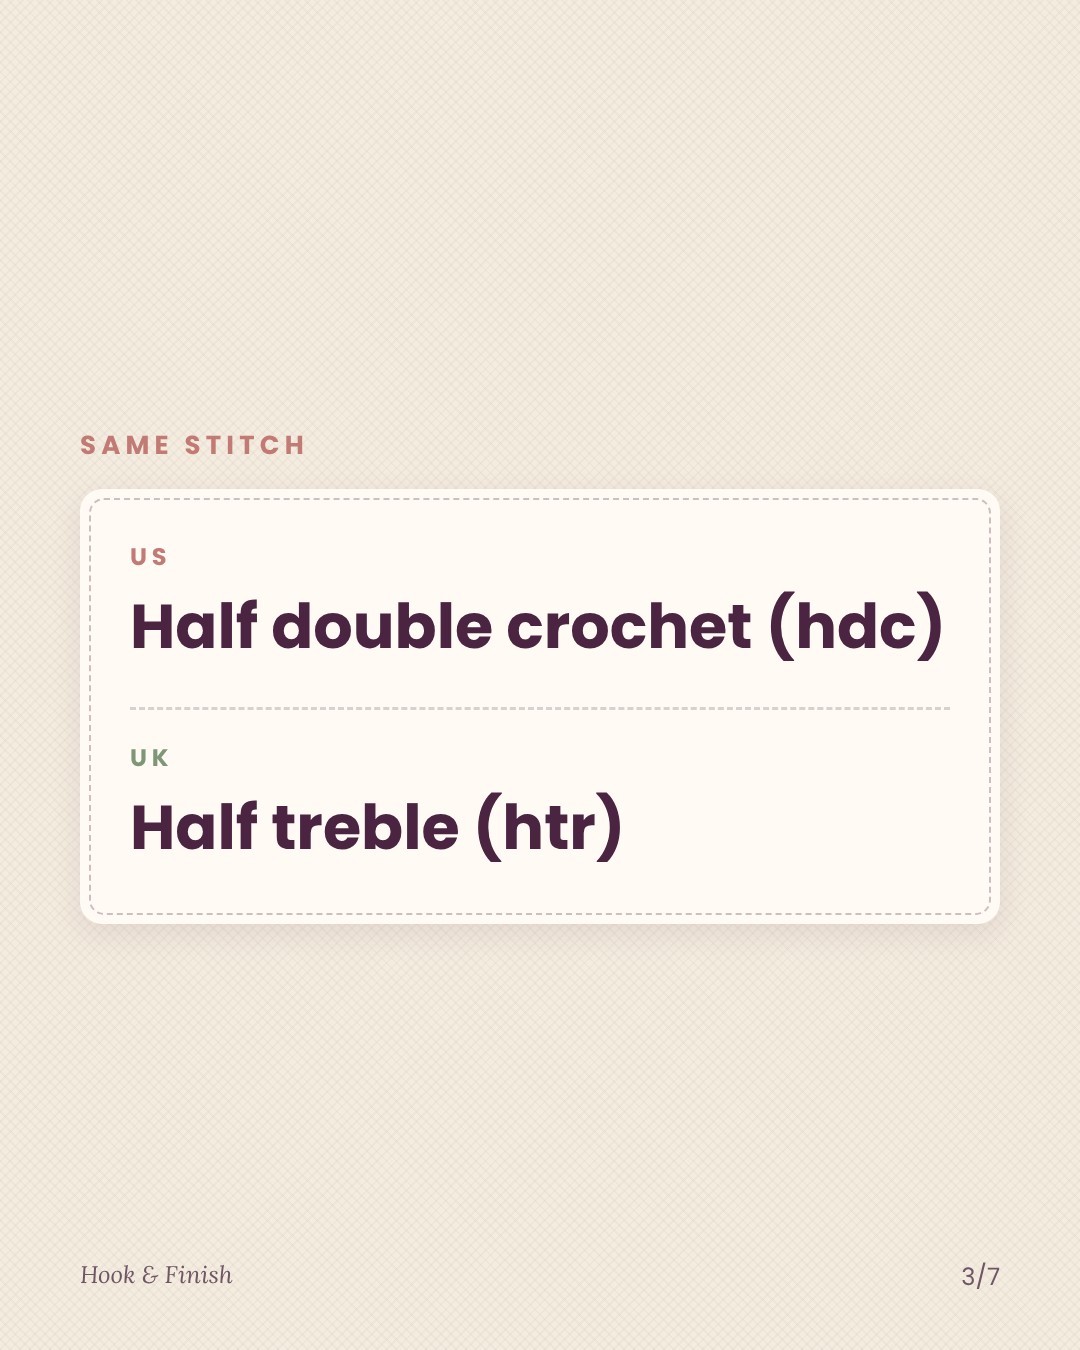 SAME STITCH
US
Half double crochet (hdc)
UK
Half treble (htr)
Hook & Finish
3/7